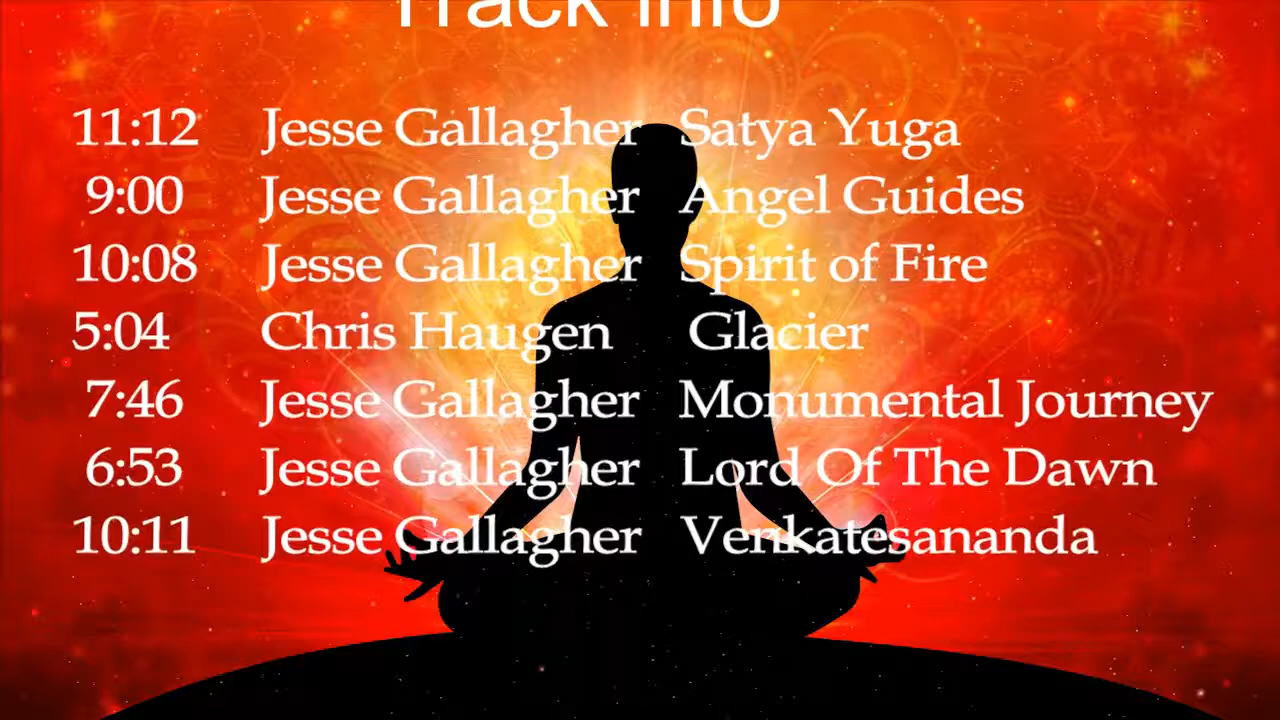 Track info
11:12 Jesse Gallagher Satya Yuga
9:00 Jesse Gallagher Angel Guides
10:08 Jesse Gallagher Spirit of Fire
5:04 Chris Haugen Glacier
7:46 Jesse Gallagher Monumental Journey
6:53 Jesse Gallagher Lord Of The Dawn
10:11 Jesse Gallagher Venkatesananda